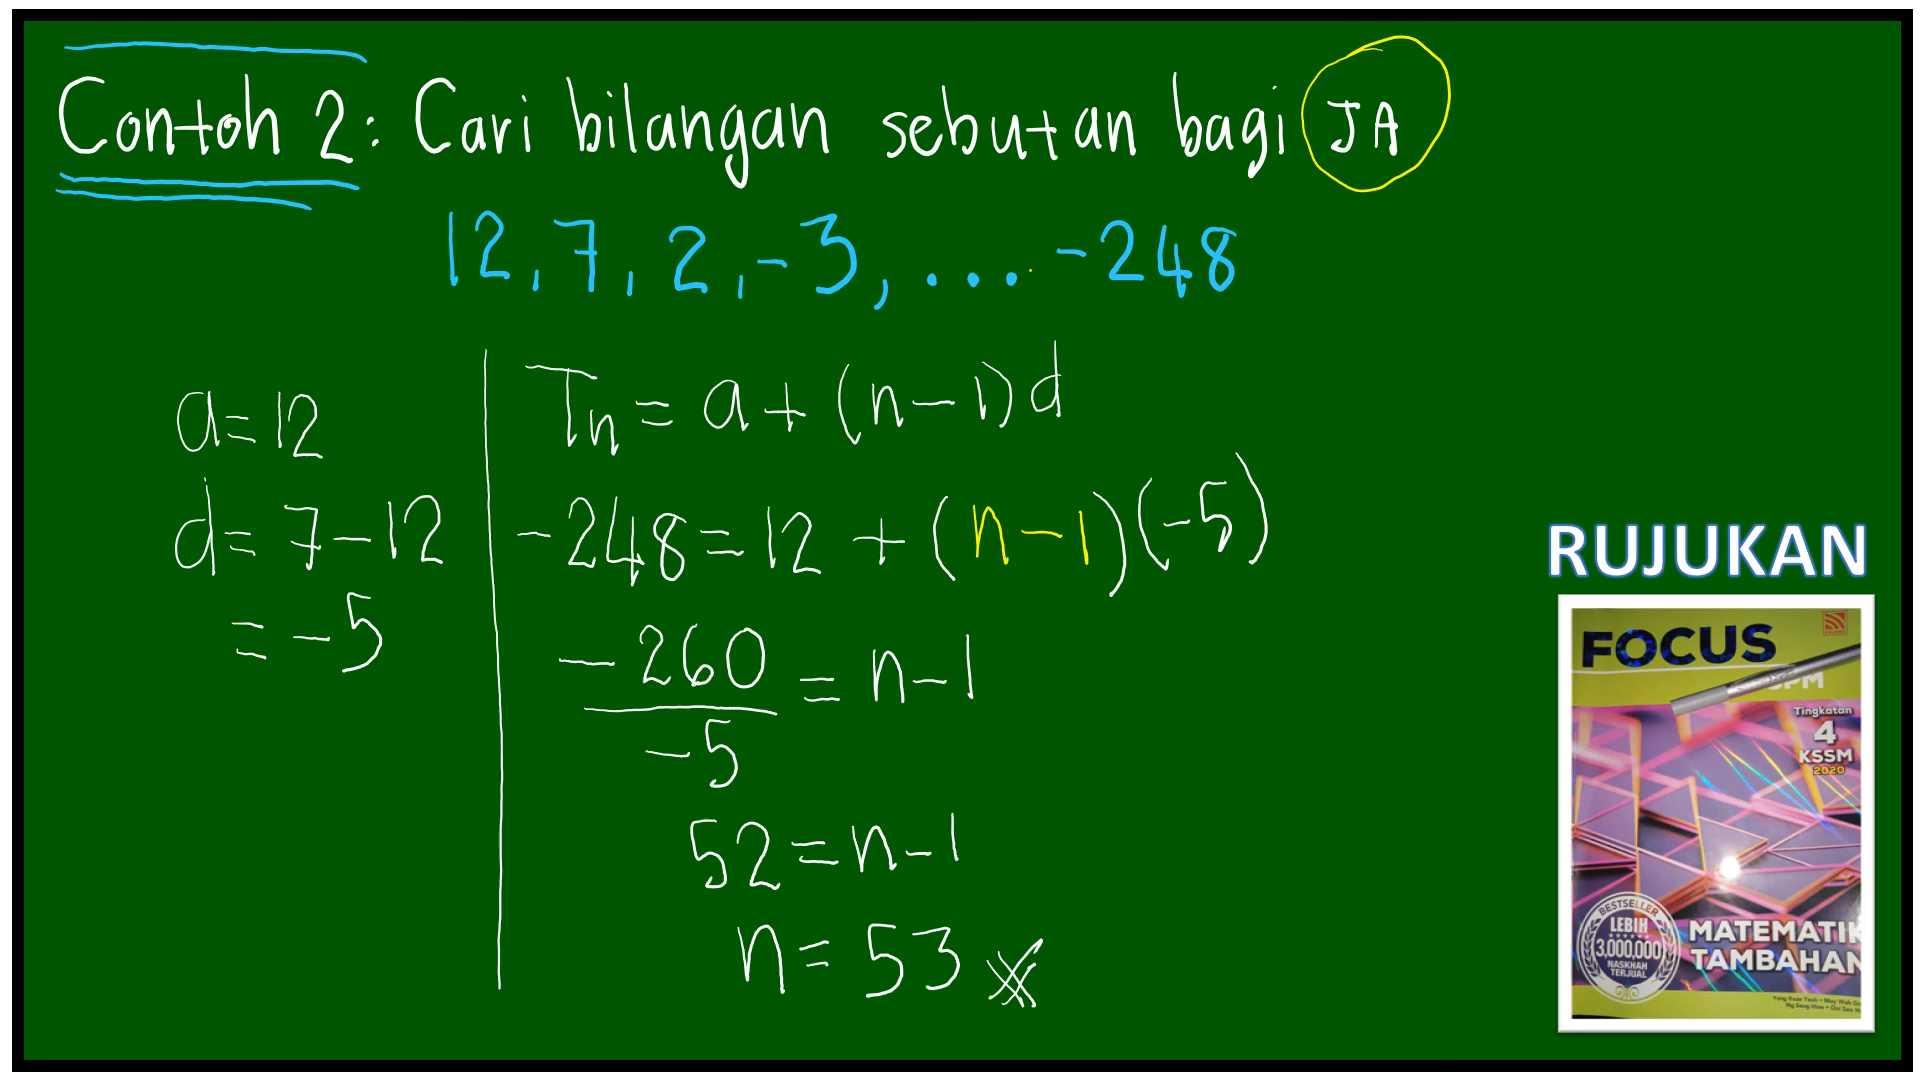 Contoh 2: Cari bilangan sebutan bagi JA
12, 7, 2, -3, ... -248
a = 12
d = 7 - 12
= -5
Tn = a + (n - 1) d
-248 = 12 + (n - 1)(-5)
-260
-5
= n - 1
52 = n - 1
n = 53
RUJUKAN
FOCUS
SPM
Tingkatan
4
KSSM
2020
BESTSELLER
LEBIH
3,000,000
NASKHAH
TERJUAL
MATEMATIK
TAMBAHAN